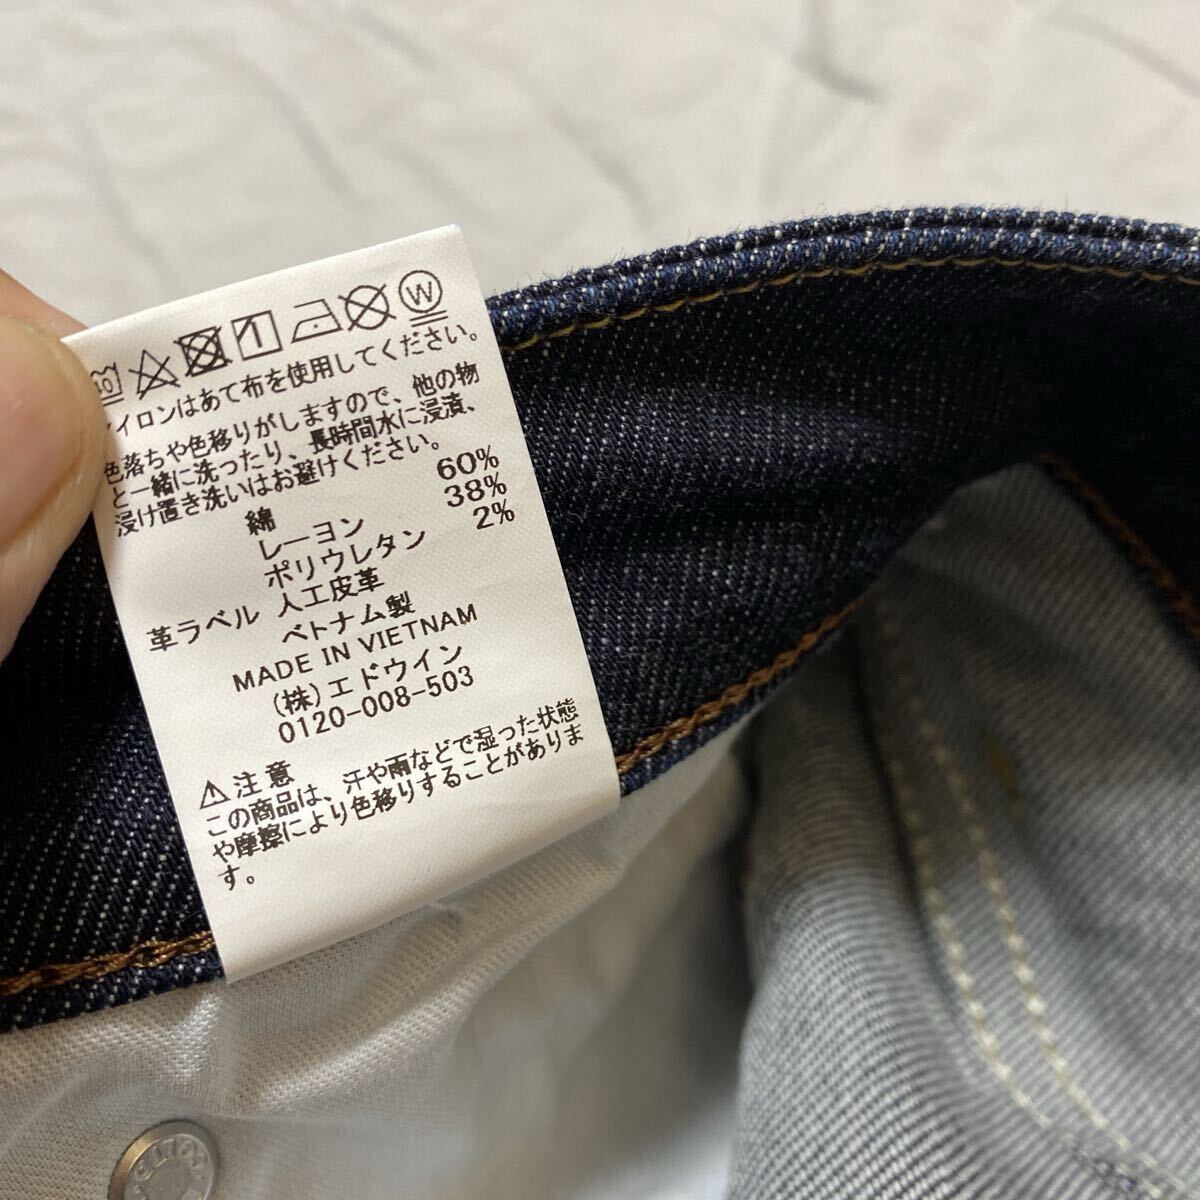 イロンはあて布を使用してください。
色落ちや色移りがしますので、他の物
と一緒に洗ったり、長時間水に浸漬、
浸け置き洗いはお避けください。
綿 60%
レーヨン 38%
ポリウレタン 2%
革ラベル 人工皮革
ベトナム製
MADE IN VIETNAM
(株)エドウイン
0120-008-503
⚠注意
この商品は、汗や雨などで湿った状態
や摩擦により色移りすることがありま
す。